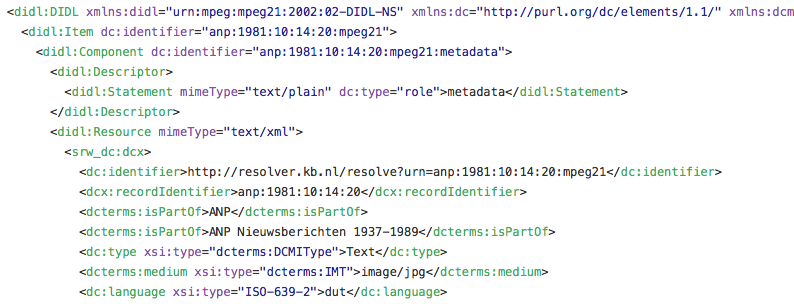 <didl:DIDL xmlns:didl="urn:mpeg:mpeg21:2002:02-DIDL-NS" xmlns:dc="http://purl.org/dc/elements/1.1/" xmlns:dcm
<didl:Item dc:identifier="anp:1981:10:14:20:mpeg21">
<didl:Component dc:identifier="anp:1981:10:14:20:mpeg21:metadata">
<didl:Descriptor>
<didl:Statement mimeType="text/plain" dc:type="role">metadata</didl:Statement>
</didl:Descriptor>
<didl:Resource mimeType="text/xml">
<srw_dc:dcx>
<dc:identifier>http://resolver.kb.nl/resolve?urn=anp:1981:10:14:20:mpeg21</dc:identifier>
<dcx:recordIdentifier>anp:1981:10:14:20</dcx:recordIdentifier>
<dcterms:isPartOf>ANP</dcterms:isPartOf>
<dcterms:isPartOf>ANP Nieuwsberichten 1937-1989</dcterms:isPartOf>
<dc:type xsi:type="dcterms:DCMIType">Text</dc:type>
<dcterms:medium xsi:type="dcterms:IMT">image/jpg</dcterms:medium>
<dc:language xsi:type="ISO-639-2">dut</dc:language>